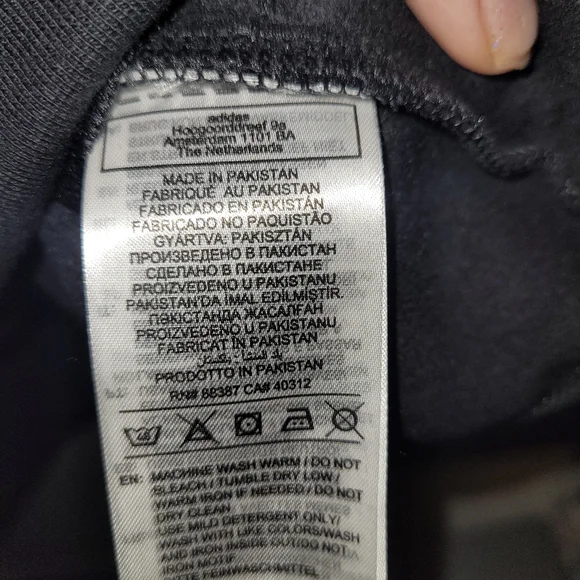 adidas
Hoogoorddreef 9a
Amsterdam 1101 BA
The Netherlands
MADE IN PAKISTAN
FABRIQUÉ AU PAKISTAN
FABRICADO EN PAKISTÁN
FABRICADO NO PAQUISTÃO
GYÁRTVA: PAKISZTÁN
ПРОИЗВЕДЕНО В ПАКИСТАН
СДЕЛАНО В ПАКИСТАНЕ
PROIZVEDENO U PAKISTANU
PAKISTAN'DA İMAL EDİLMİŞTİR.
ПӘКІСТАНДА ЖАСАЛҒАН
PROIZVEDENO U PAKISTANU
FABRICAT ÎN PAKISTAN
PRODOTTO IN PAKISTAN
RN# 88387 CA# 40312
EN: MACHINE WASH WARM / DO NOT
BLEACH / TUMBLE DRY LOW /
WARM IRON IF NEEDED / DO NOT
DRY CLEAN
USE MILD DETERGENT ONLY/
WASH WITH LIKE COLORS/WASH
AND IRON INSIDE OUT/DO NOT
IRON MOTIF
FEINWASCHMITTEL